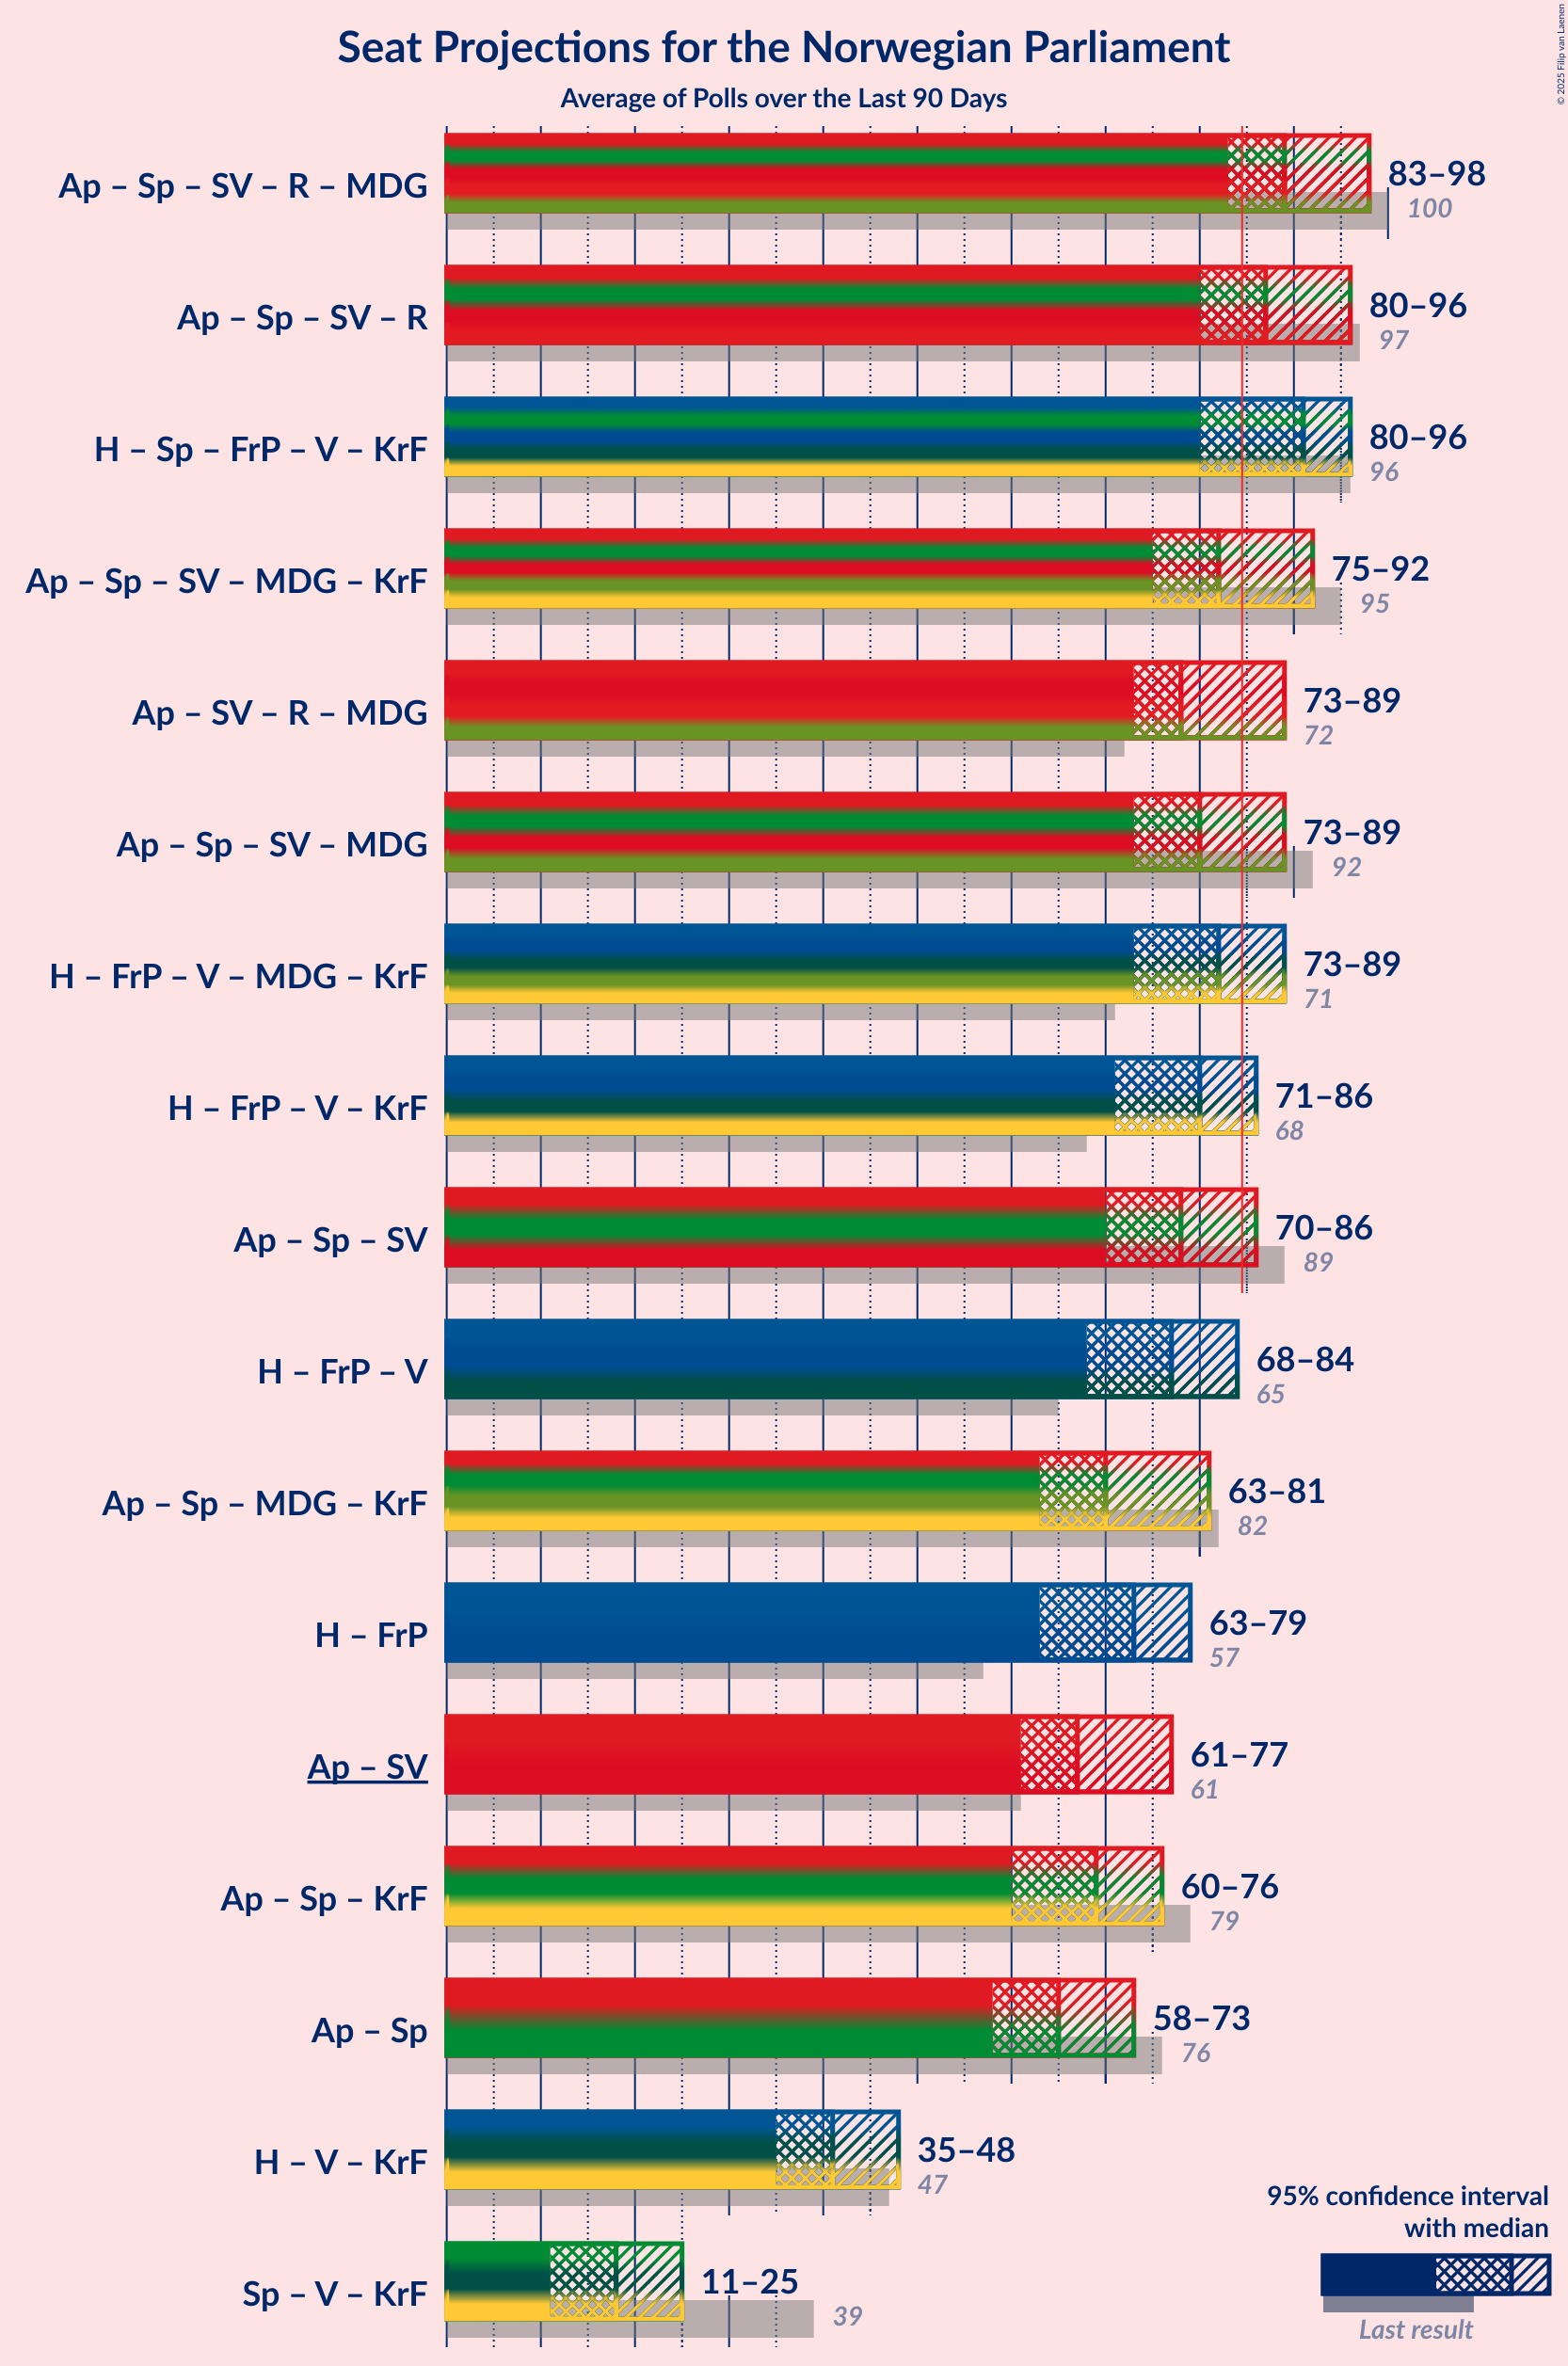 Seat Projections for the Norwegian Parliament
Average of Polls over the Last 90 Days
© 2025 Filip van Laenen
Ap – Sp – SV – R – MDG
83–98
100
Ap – Sp – SV – R
80–96
97
H – Sp – FrP – V – KrF
80–96
96
Ap – Sp – SV – MDG – KrF
75–92
95
Ap – SV – R – MDG
73–89
72
Ap – Sp – SV – MDG
73–89
92
H – FrP – V – MDG – KrF
73–89
71
H – FrP – V – KrF
71–86
68
Ap – Sp – SV
70–86
89
H – FrP – V
68–84
65
Ap – Sp – MDG – KrF
63–81
82
H – FrP
63–79
57
Ap – SV
61–77
61
Ap – Sp – KrF
60–76
79
Ap – Sp
58–73
76
H – V – KrF
35–48
47
Sp – V – KrF
11–25
39
95% confidence interval
with median
Last result